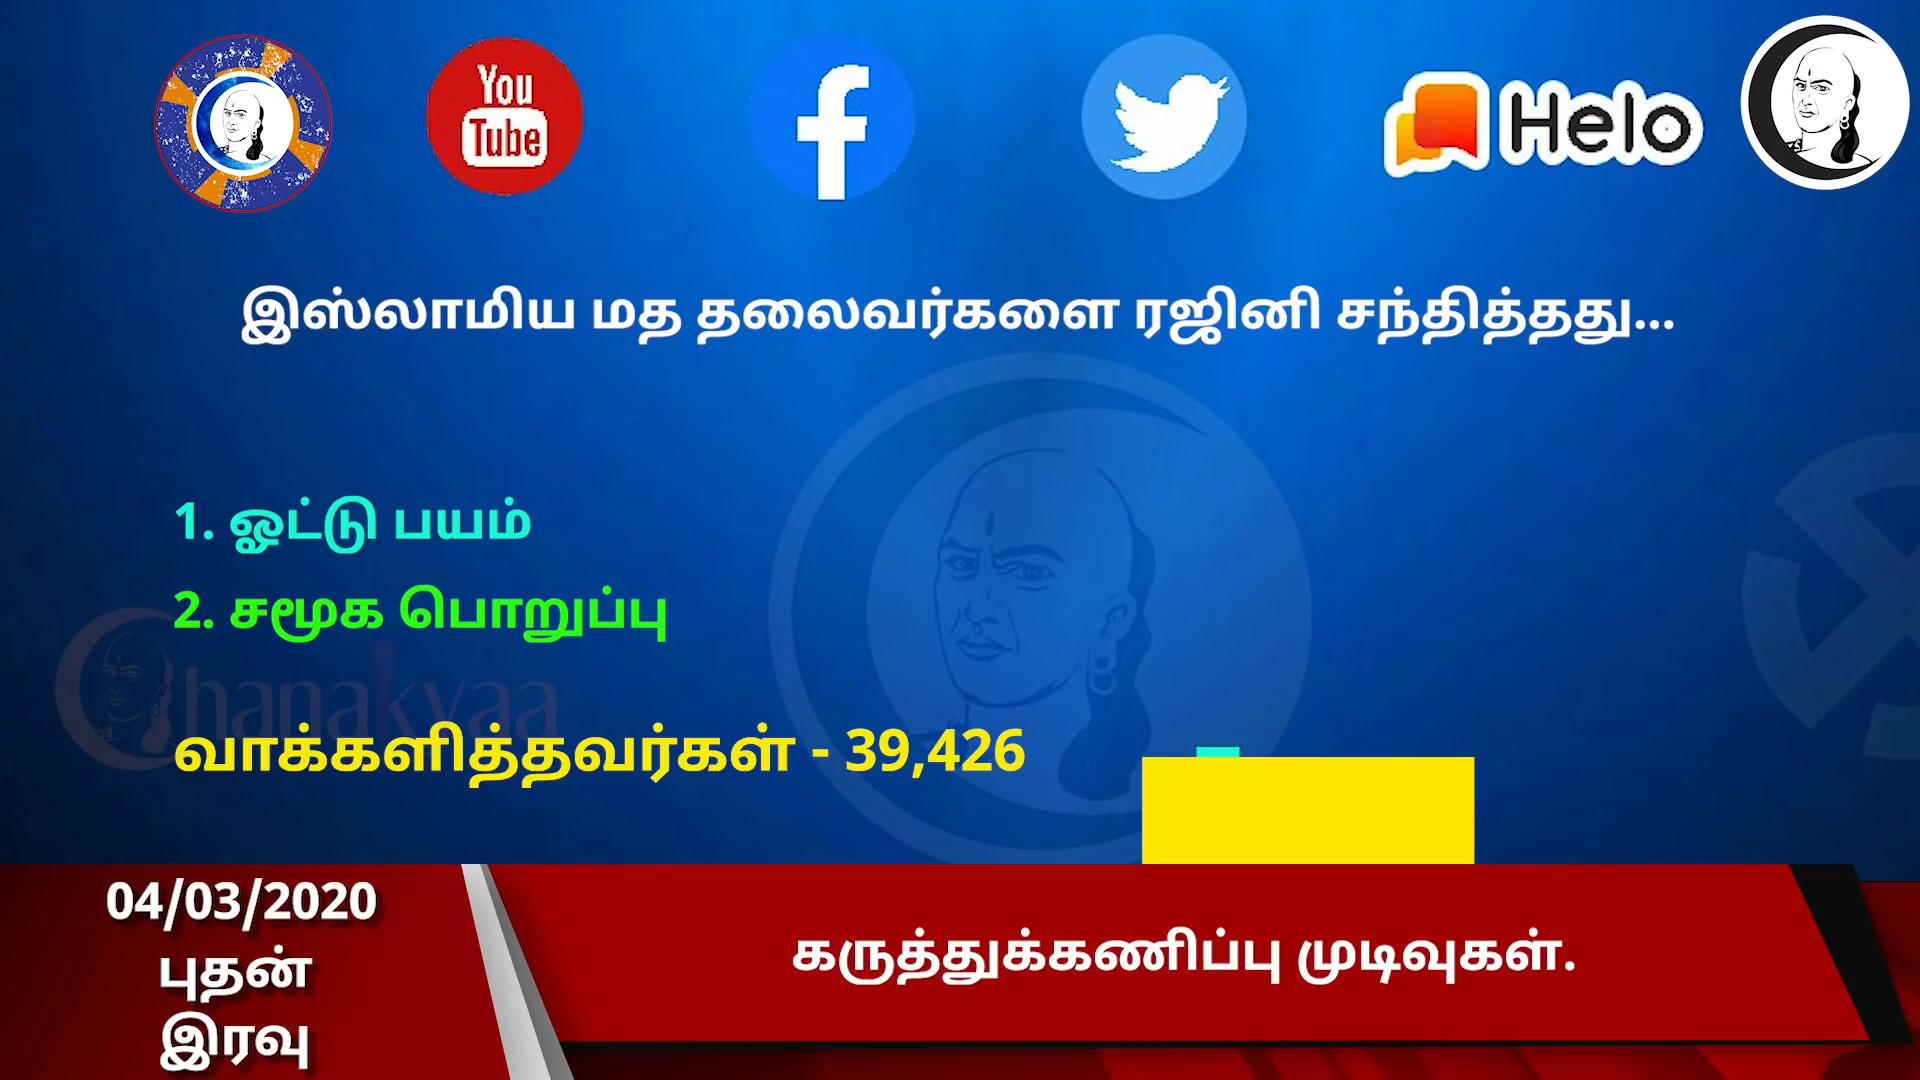 You
Tube
Helo
இஸ்லாமிய மத தலைவர்களை ரஜினி சந்தித்தது...
1. ஓட்டு பயம்
2. சமூக பொறுப்பு
Chanakyaa
வாக்களித்தவர்கள் - 39,426
04/03/2020
புதன்
இரவு
கருத்துக்கணிப்பு முடிவுகள்.